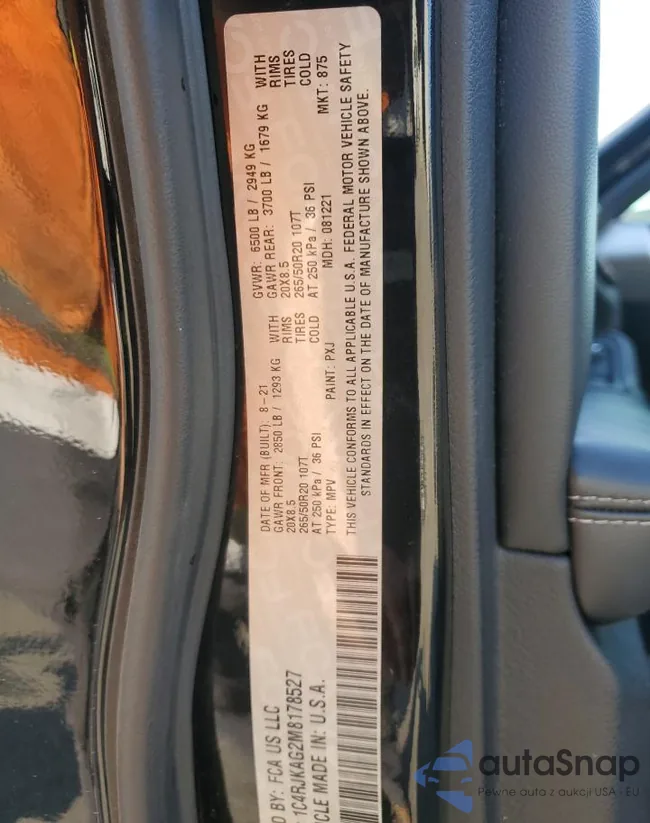 D BY: FCA US LLC
DATE OF MFR (BUILT): 8-21
GVWR: 6500 LB / 2949 KG
GAWR FRONT: 2850 LB / 1293 KG
WITH
GAWR REAR: 3700 LB / 1679 KG
WITH
20X8.5
RIMS
20X8.5
RIMS
265/50R20 107T
TIRES
265/50R20 107T
TIRES
AT 250 kPa / 36 PSI
COLD
AT 250 kPa / 36 PSI
COLD
TYPE: MPV
PAINT: PXJ
MDH: 081221
MKT: 875
THIS VEHICLE CONFORMS TO ALL APPLICABLE U.S.A. FEDERAL MOTOR VEHICLE SAFETY
STANDARDS IN EFFECT ON THE DATE OF MANUFACTURE SHOWN ABOVE.
1C4RJKAG2M8178527
CLE MADE IN: U.S.A.
autaSnap
Pewne auta z aukcji USA - EU